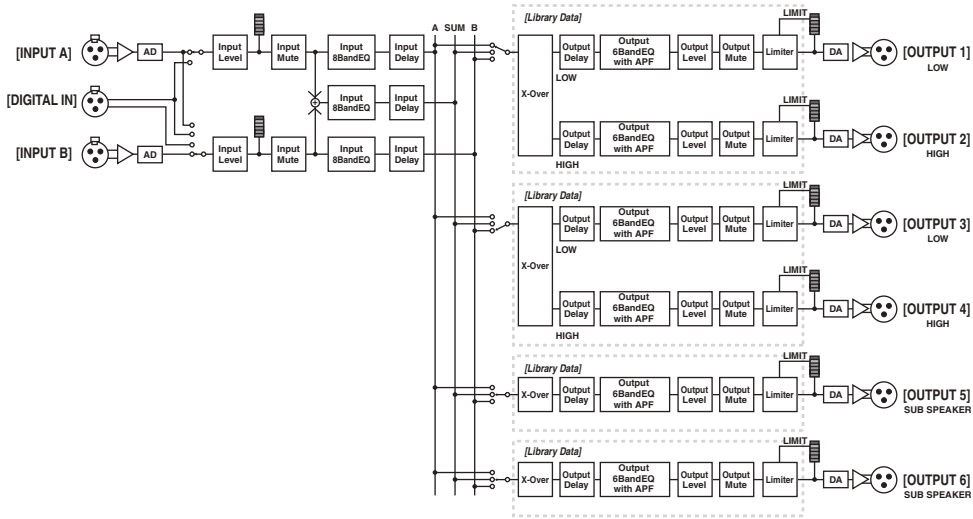 A SUM B
[INPUT A]
AD
Input Level
Input Mute
Input 8BandEQ
Input Delay
[DIGITAL IN]
Input 8BandEQ
Input Delay
[INPUT B]
AD
Input Level
Input Mute
Input 8BandEQ
Input Delay
[Library Data]
X-Over
LOW
Output Delay
Output 6BandEQ with APF
Output Level
Output Mute
Limiter
LIMIT
DA
[OUTPUT 1]
LOW
HIGH
Output Delay
Output 6BandEQ with APF
Output Level
Output Mute
Limiter
LIMIT
DA
[OUTPUT 2]
HIGH
[Library Data]
X-Over
LOW
Output Delay
Output 6BandEQ with APF
Output Level
Output Mute
Limiter
LIMIT
DA
[OUTPUT 3]
LOW
HIGH
Output Delay
Output 6BandEQ with APF
Output Level
Output Mute
Limiter
LIMIT
DA
[OUTPUT 4]
HIGH
[Library Data]
X-Over
Output Delay
Output 6BandEQ with APF
Output Level
Output Mute
Limiter
LIMIT
DA
[OUTPUT 5]
SUB SPEAKER
[Library Data]
X-Over
Output Delay
Output 6BandEQ with APF
Output Level
Output Mute
Limiter
LIMIT
DA
[OUTPUT 6]
SUB SPEAKER